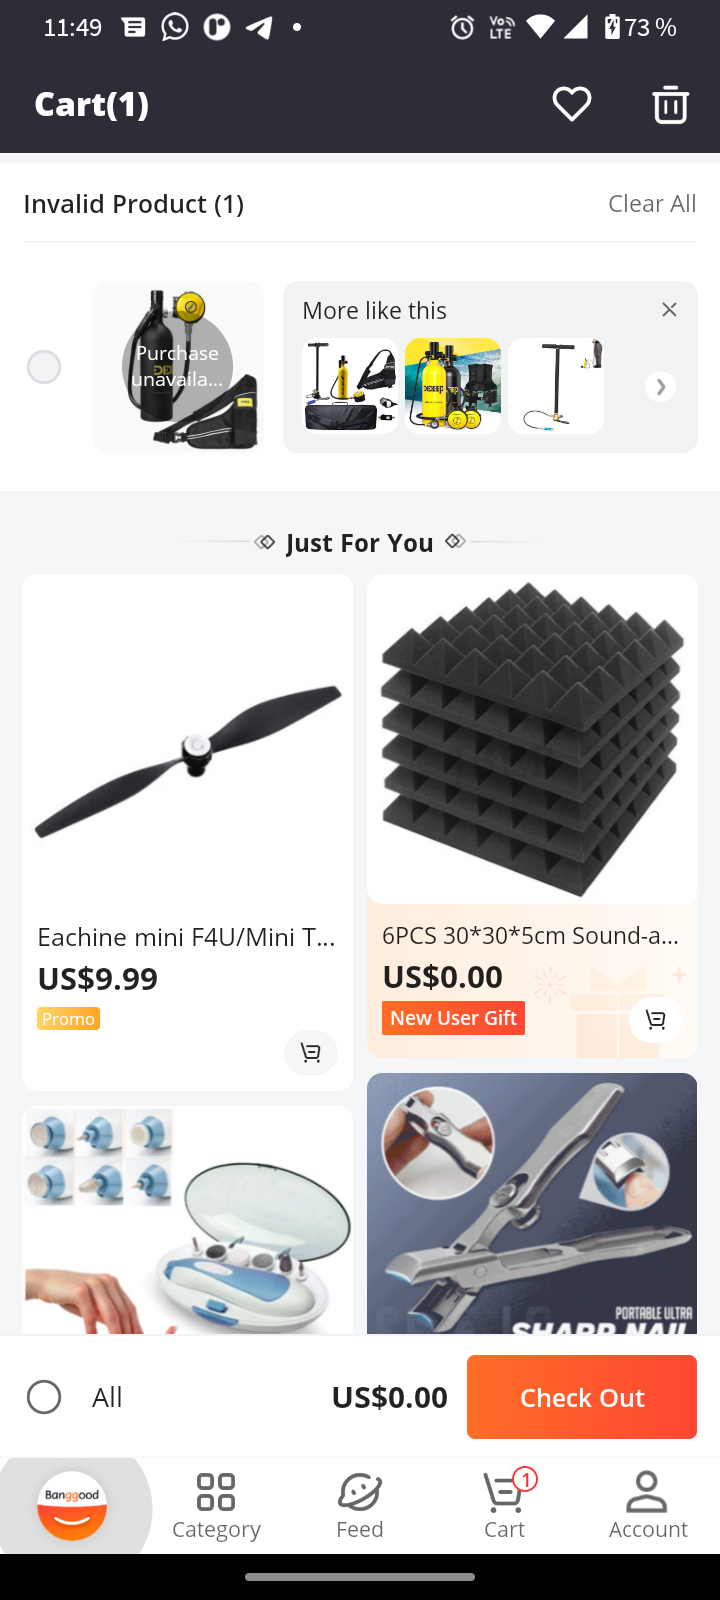 11:49
Vo LTE
73 %
Cart(1)
Invalid Product (1)
Clear All
Purchase
unavaila...
More like this
Just For You
Eachine mini F4U/Mini T...
US$9.99
Promo
6PCS 30*30*5cm Sound-a...
US$0.00
New User Gift
PORTABLE ULTRA
SHARP NAIL
All
US$0.00
Check Out
Banggood
1
Category
Feed
Cart
Account